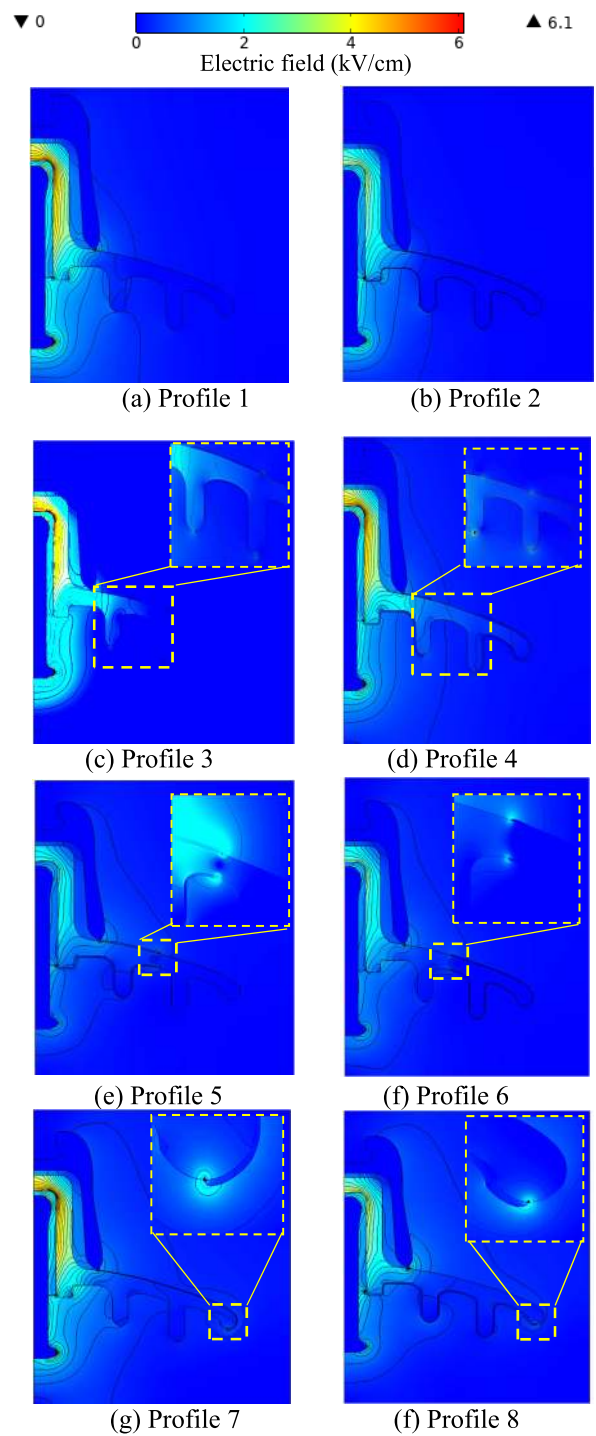 ▼ 0
▲ 6.1
0 2 4 6
Electric field (kV/cm)
(a) Profile 1
(b) Profile 2
(c) Profile 3
(d) Profile 4
(e) Profile 5
(f) Profile 6
(g) Profile 7
(f) Profile 8